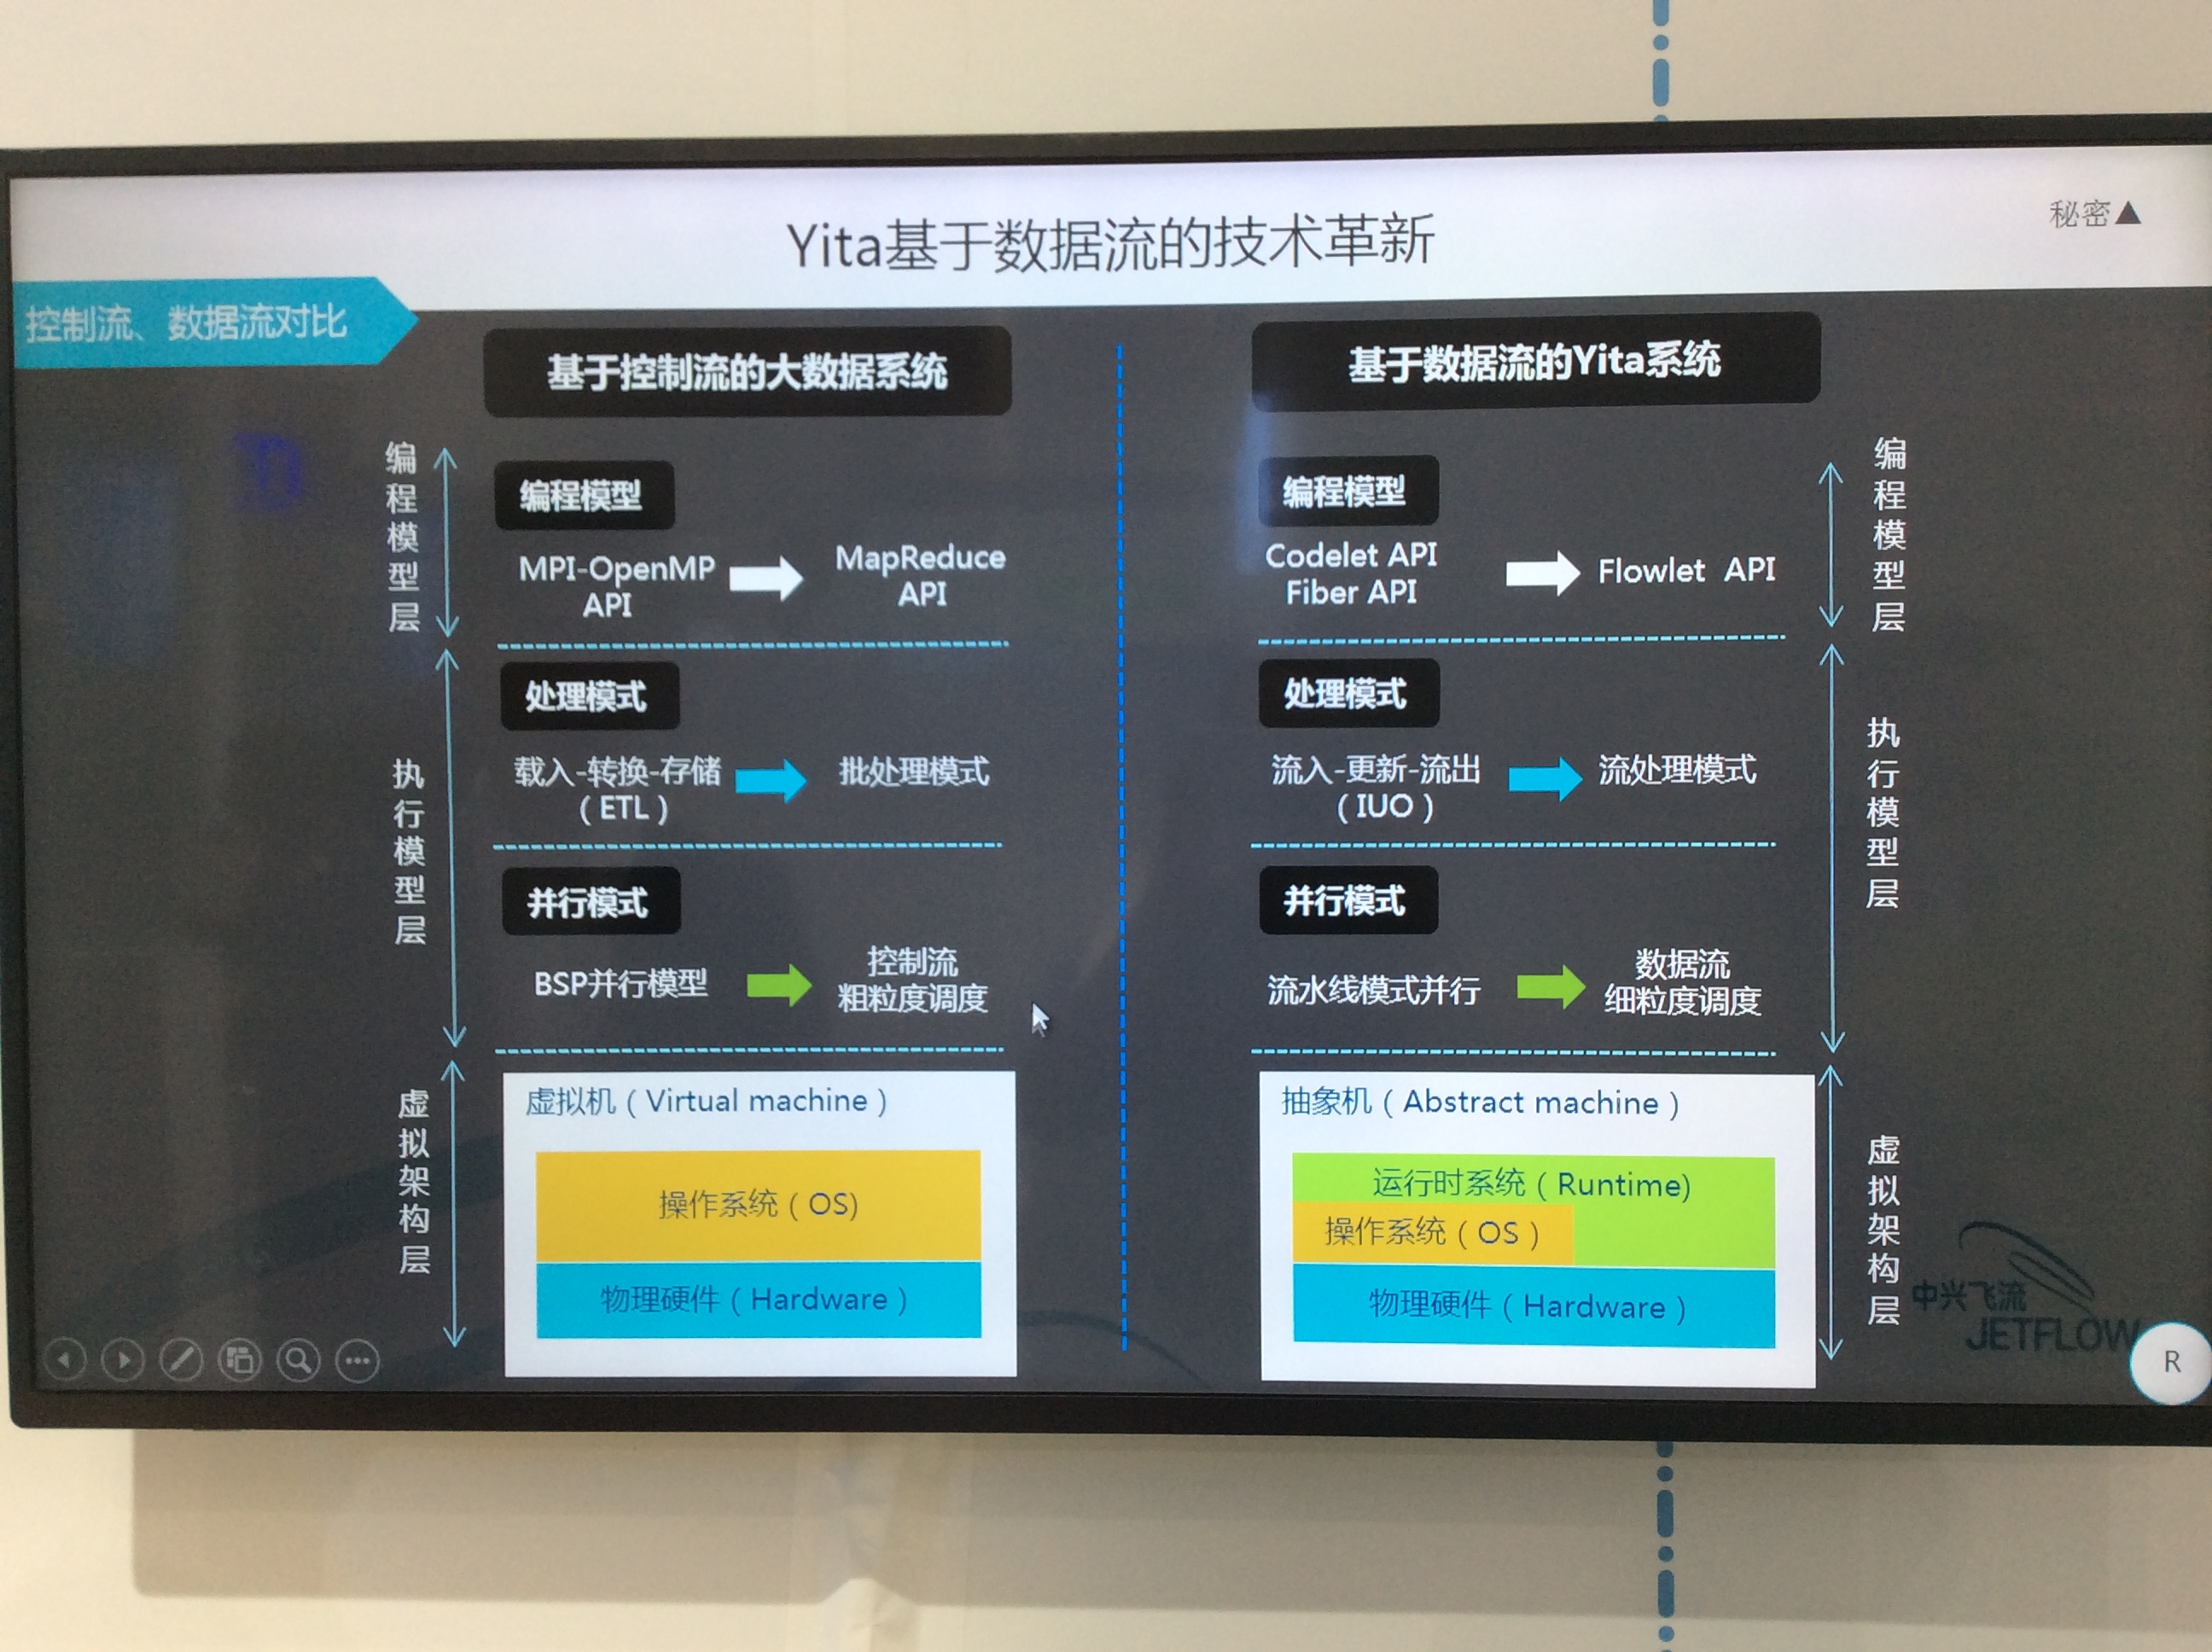 Yita基于数据流的技术革新
秘密▲
控制流、数据流对比
基于控制流的大数据系统
编程模型层
编程模型
MPI-OpenMP
API
MapReduce
API
执行模型层
处理模式
载入-转换-存储
（ETL）
批处理模式
并行模式
BSP并行模型
控制流
粗粒度调度
虚拟架构层
虚拟机（Virtual machine）
操作系统（OS)
物理硬件（Hardware）
基于数据流的Yita系统
编程模型层
编程模型
Codelet API
Fiber API
Flowlet API
执行模型层
处理模式
流入-更新-流出
（IUO）
流处理模式
并行模式
流水线模式并行
数据流
细粒度调度
虚拟架构层
抽象机（Abstract machine）
运行时系统（Runtime)
操作系统（OS）
物理硬件（Hardware）
中兴飞流
JETFLOW
R